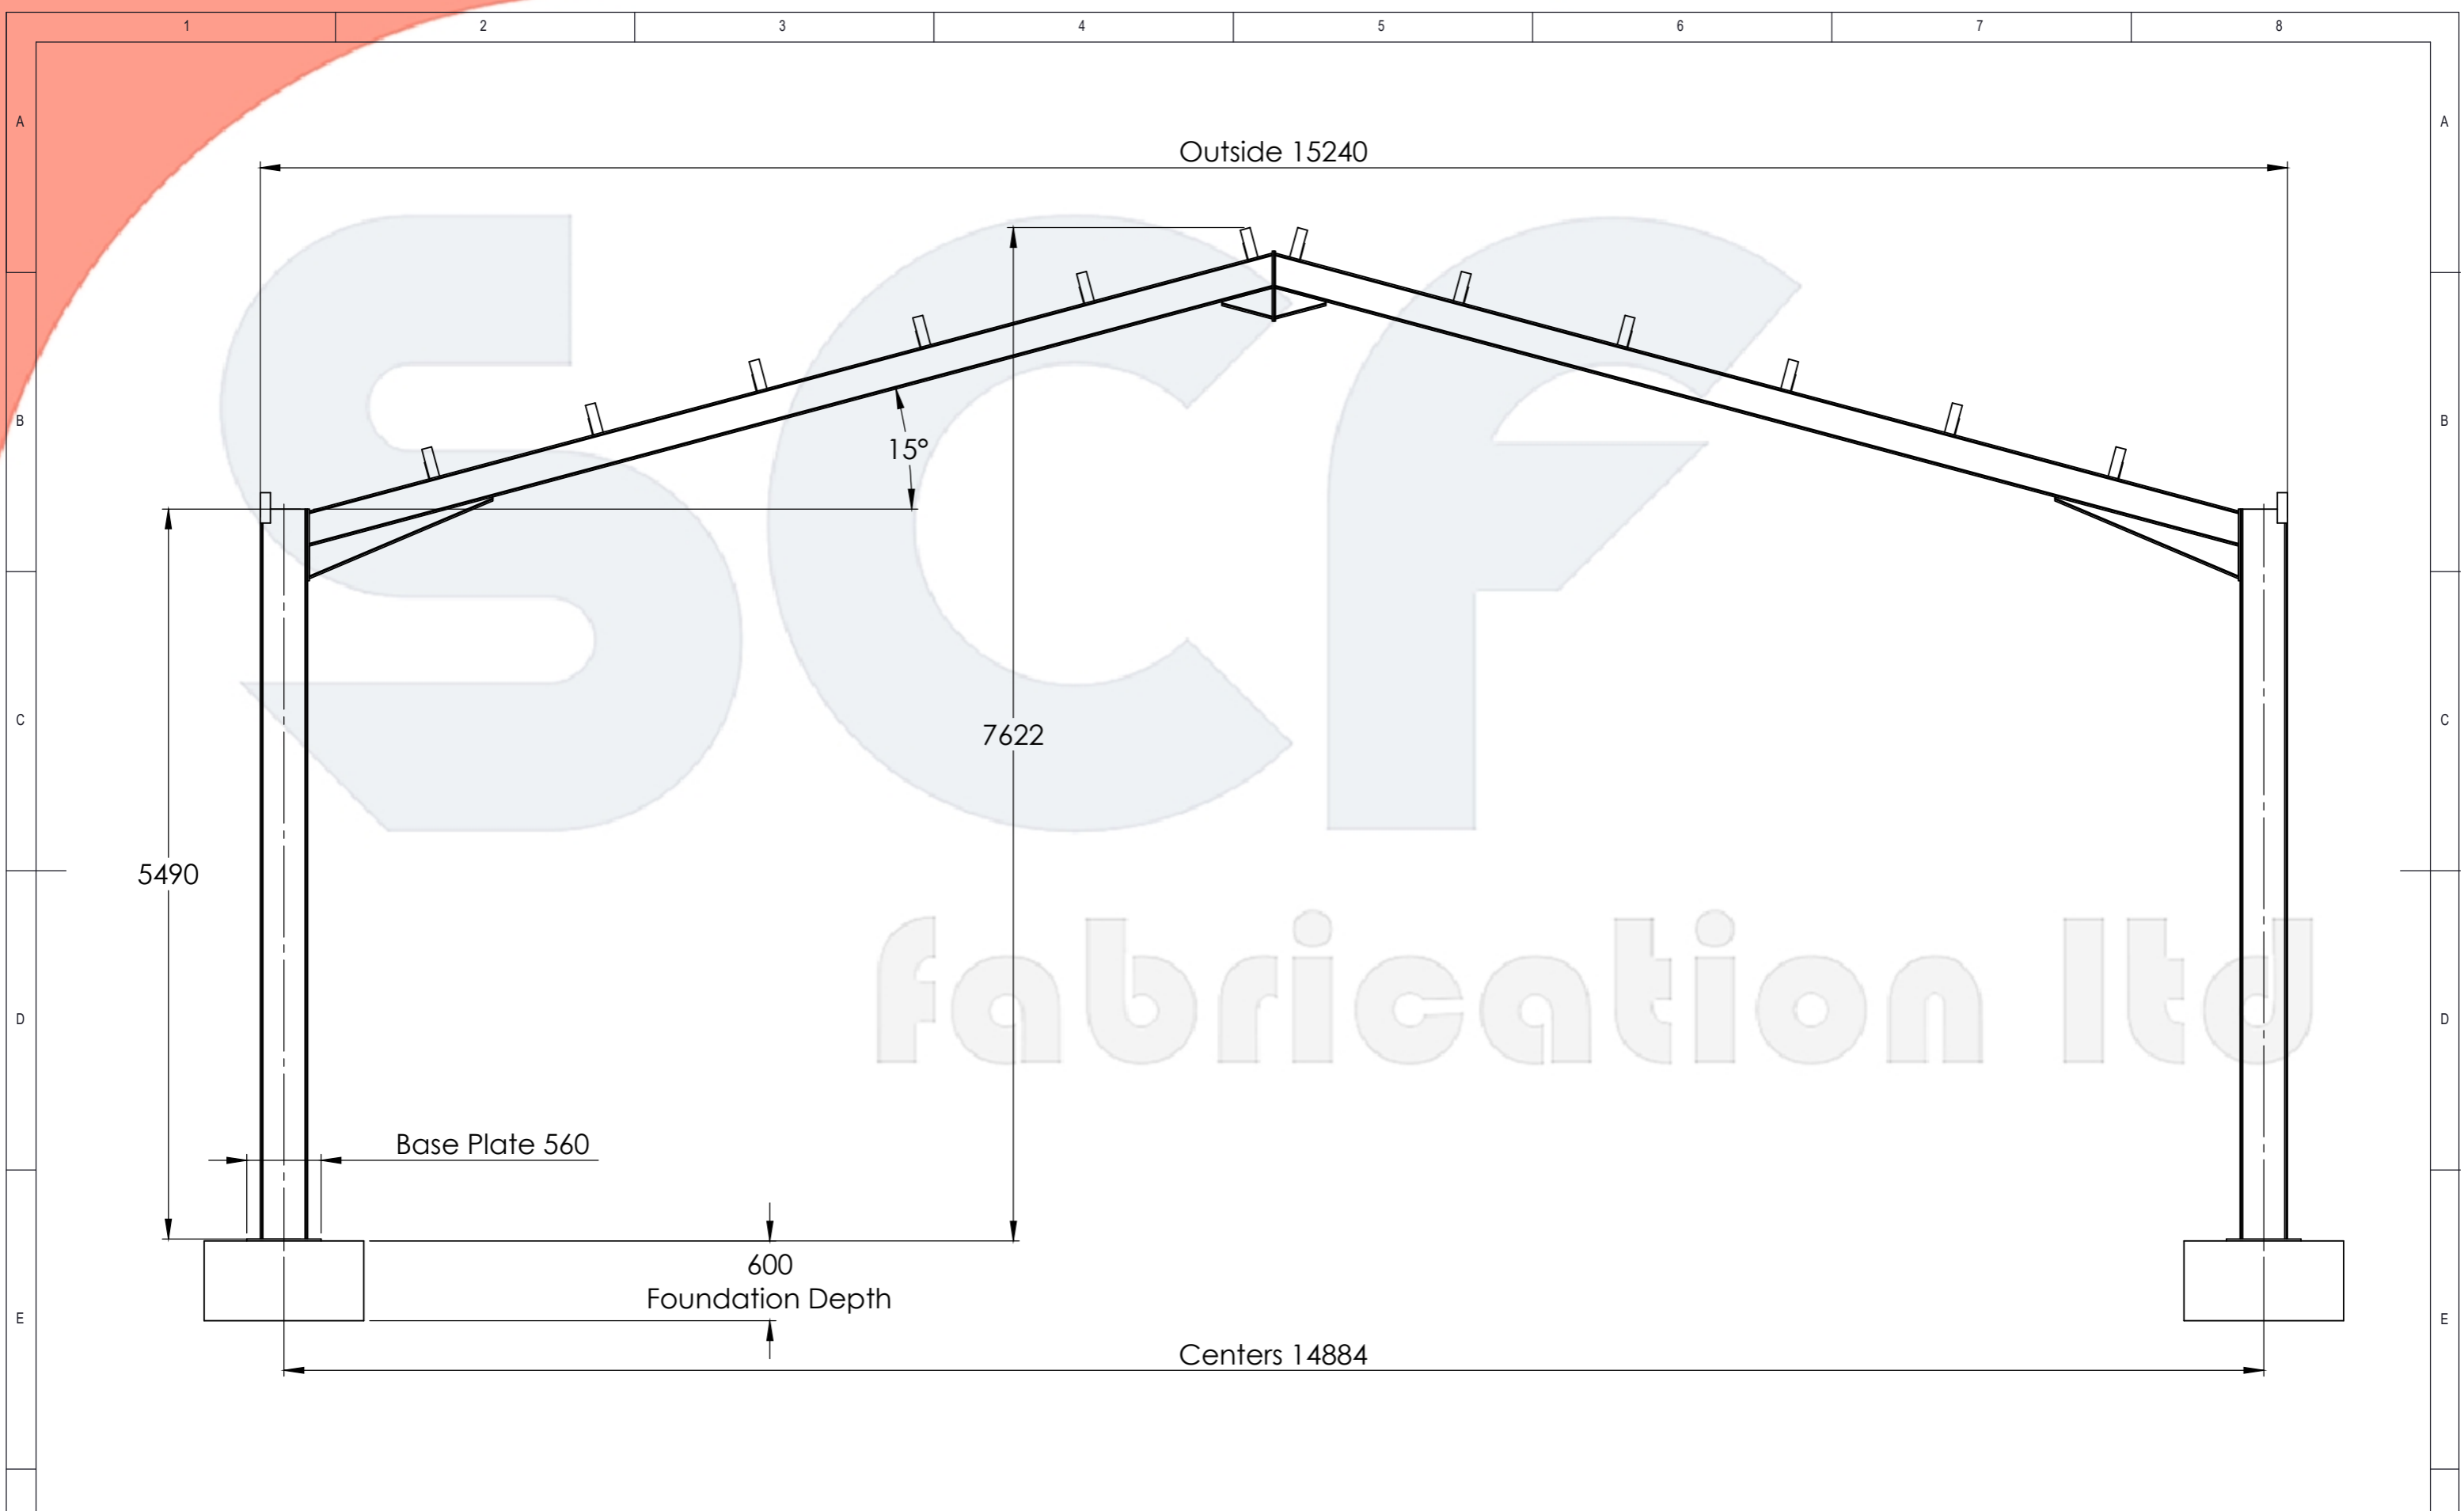 1 2 3 4 5 6 7 8
A A
Outside 15240
B B
15°
C C
7622
5490
SCF
fabrication ltd
D D
Base Plate 560
600
Foundation Depth
E E
Centers 14884